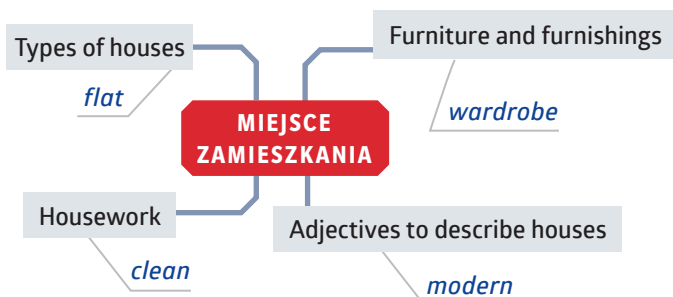 Types of houses
flat
Furniture and furnishings
wardrobe
MIEJSCE
ZAMIESZKANIA
Housework
clean
Adjectives to describe houses
modern